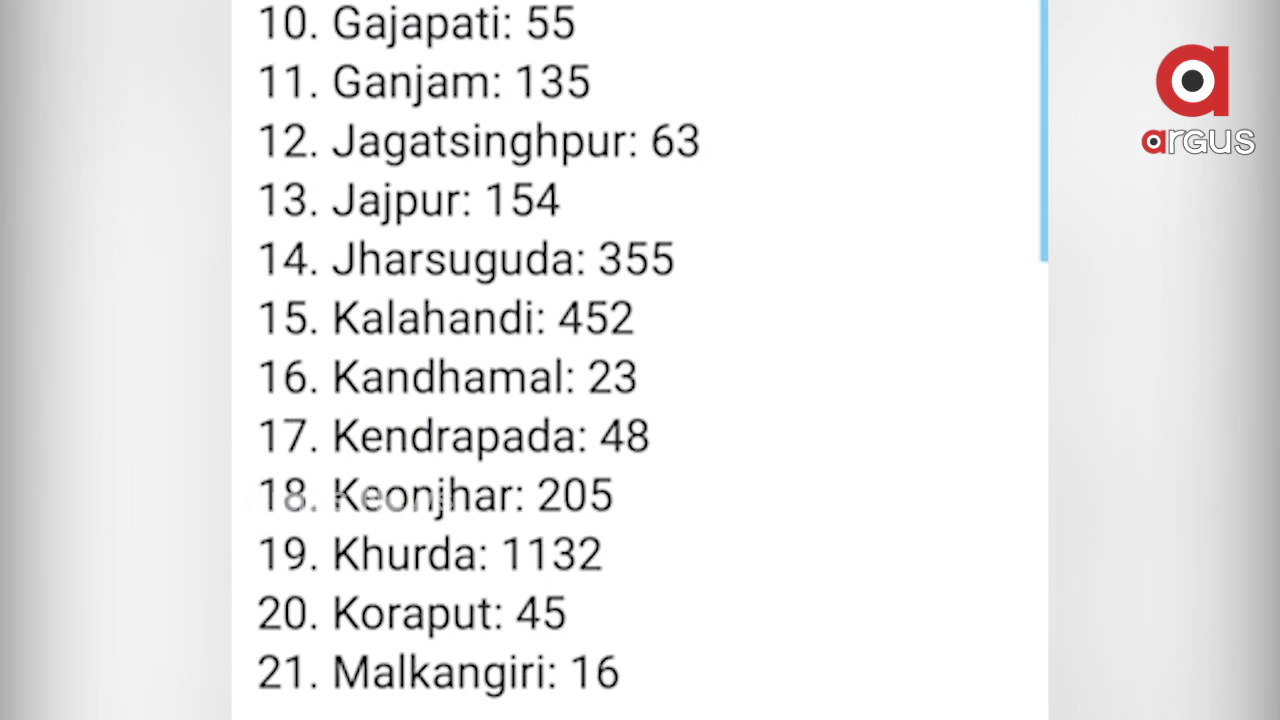 10. Gajapati: 55
11. Ganjam: 135
12. Jagatsinghpur: 63
13. Jajpur: 154
14. Jharsuguda: 355
15. Kalahandi: 452
16. Kandhamal: 23
17. Kendrapada: 48
18. Keonjhar: 205
19. Khurda: 1132
20. Koraput: 45
21. Malkangiri: 16
a
argus